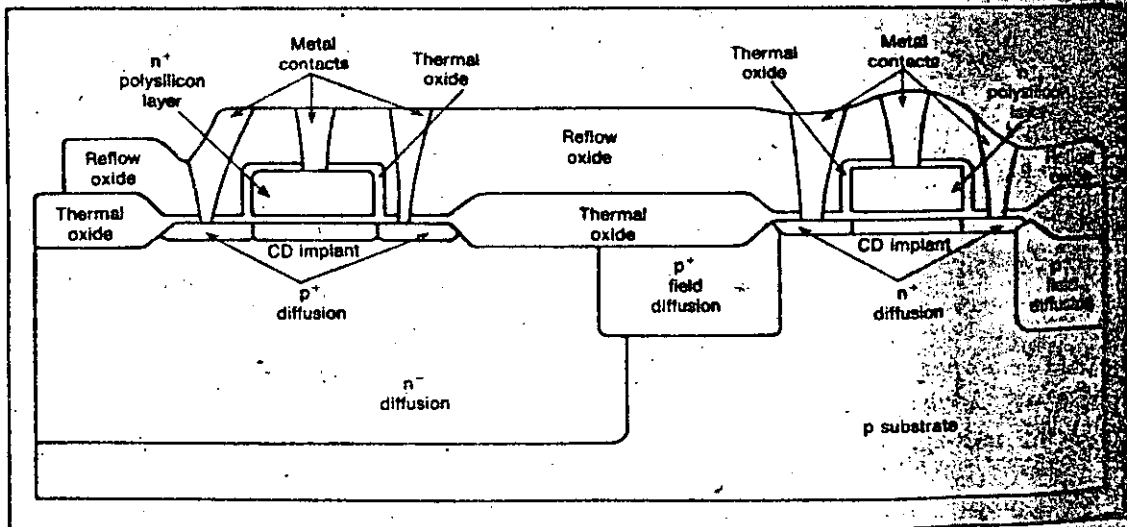 n+
polysilicon
layer
Metal
contacts
Thermal
oxide
Thermal
oxide
Metal
contacts
n
polysilicon
Reflow
oxide
Reflow
oxide
Thermal
oxide
Thermal
oxide
CD implant
CD implant
p+
diffusion
p+
field
diffusion
n+
diffusion
n−
diffusion
p substrate